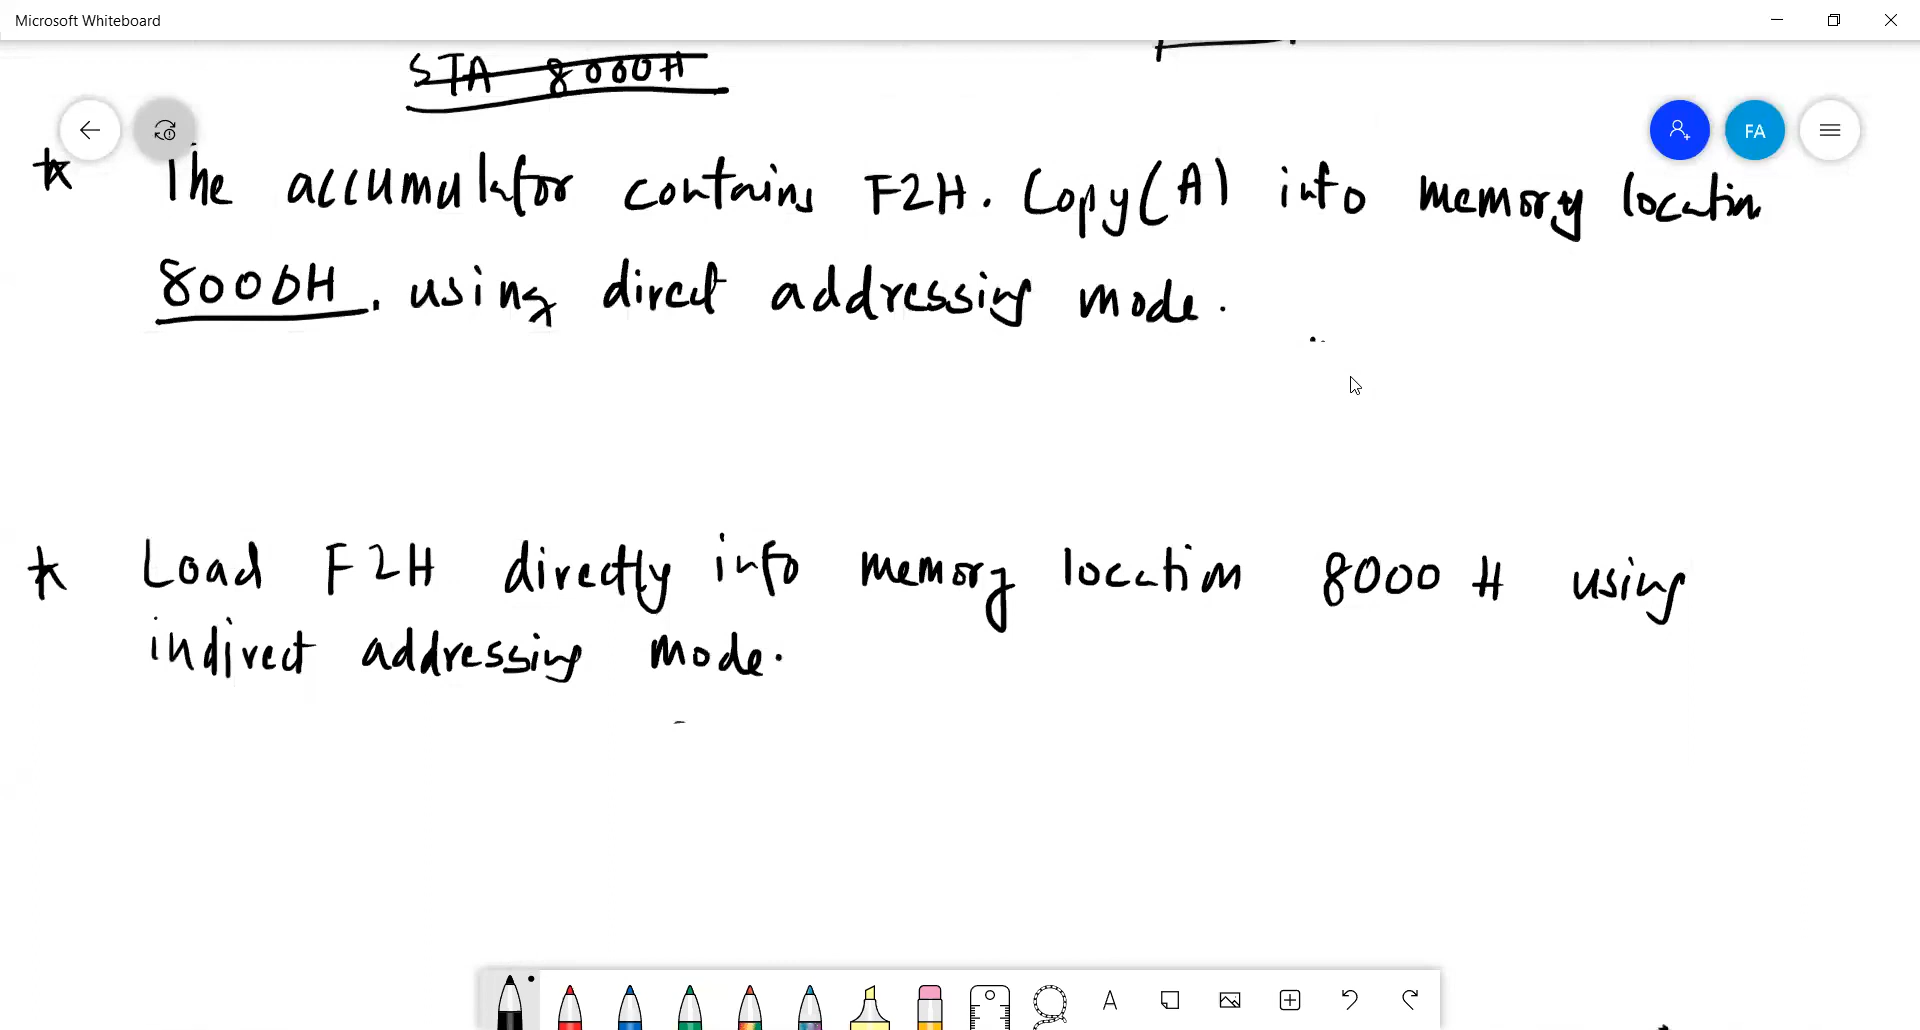 Microsoft Whiteboard
STA 8000H
FA
* The accumulator contains F2H. Copy (A) into memory location
8000H. using direct addressing mode.
* Load F2H directly into memory location 8000 H using
indirect addressing mode.
A